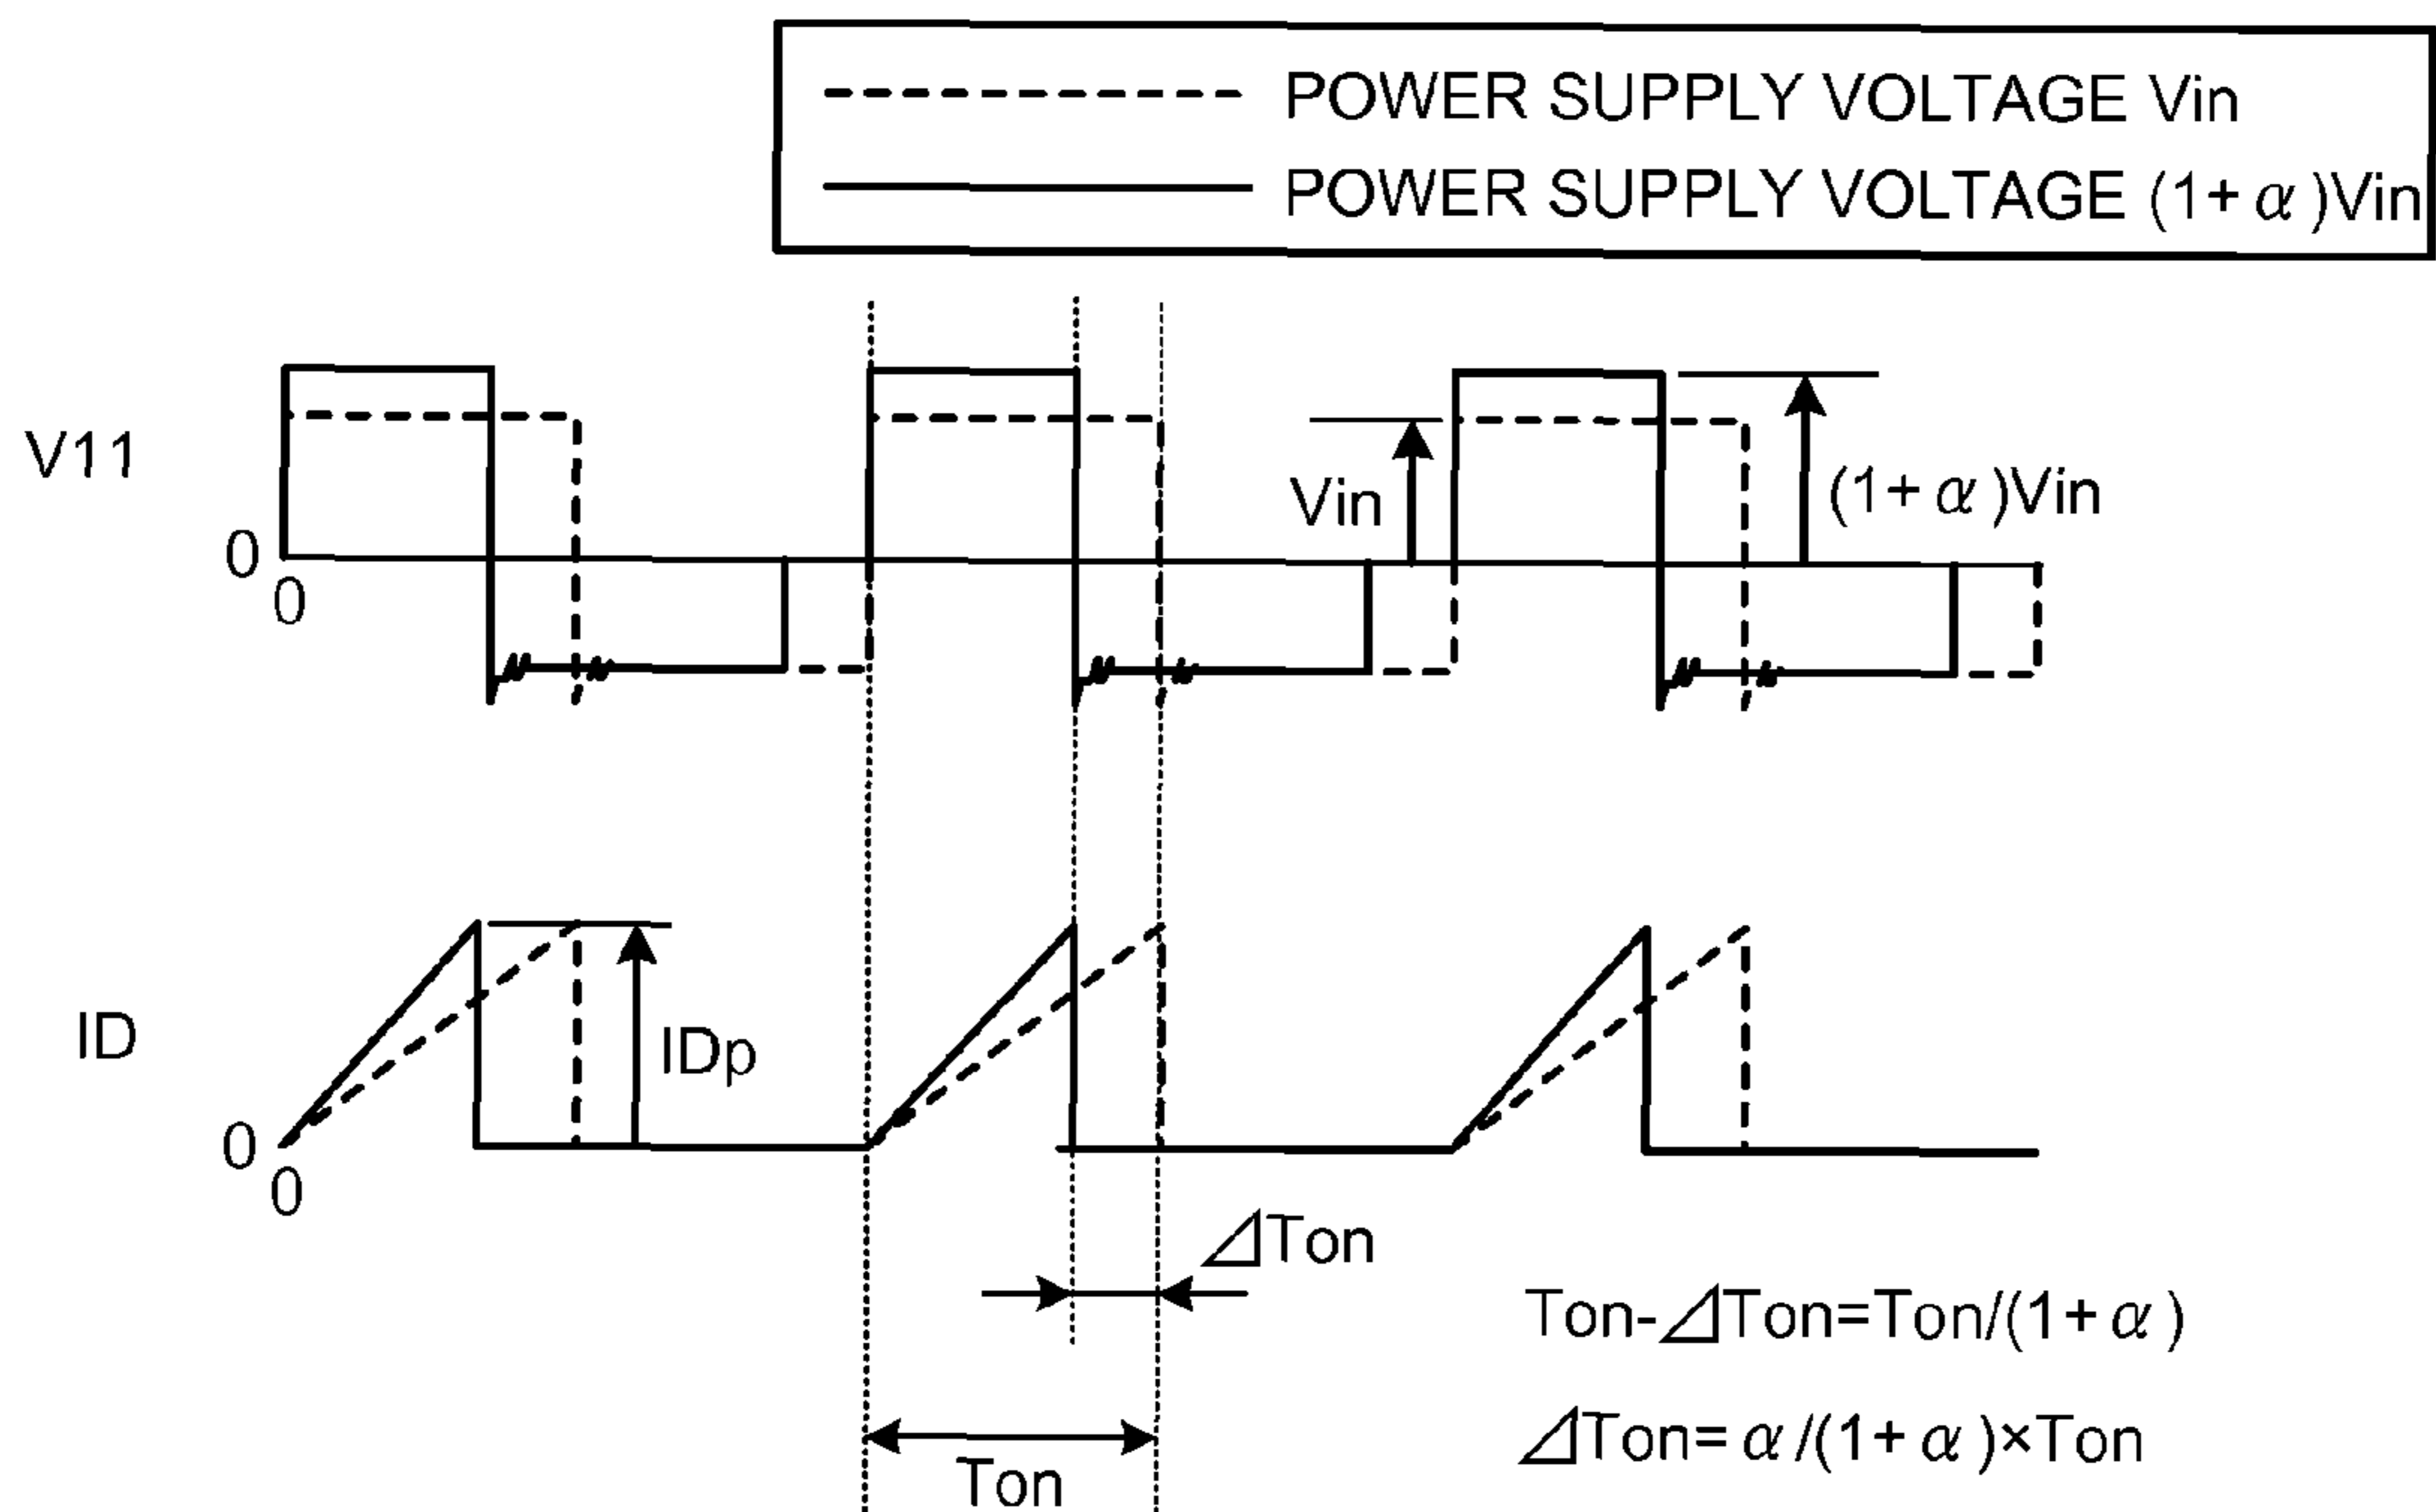 POWER SUPPLY VOLTAGE Vin
POWER SUPPLY VOLTAGE (1+α)Vin
V11
0
0
Vin
(1+α)Vin
ID
IDp
0
0
⊿Ton
Ton-⊿Ton=Ton/(1+α)
⊿Ton=α/(1+α)×Ton
Ton